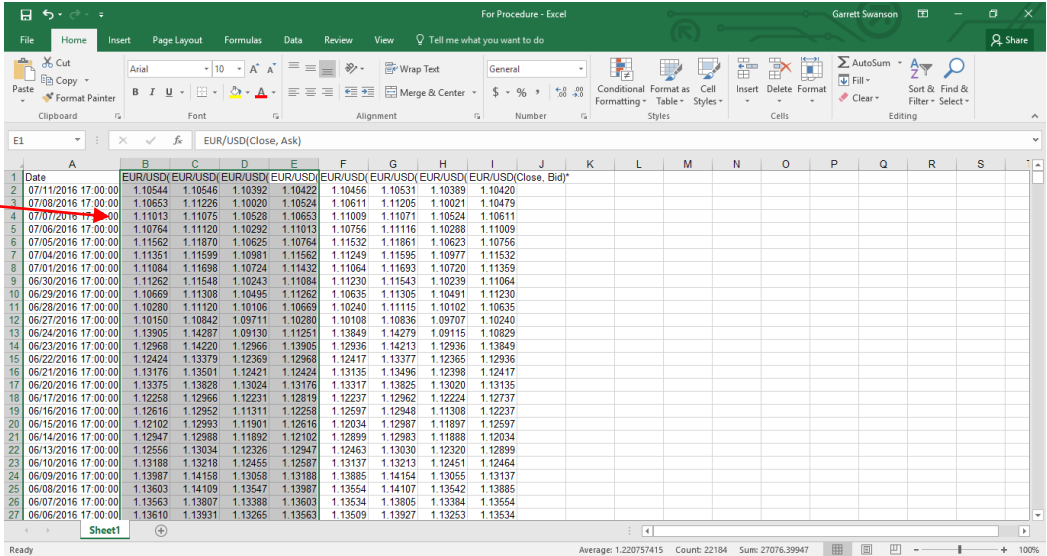 For Procedure - Excel
Garrett Swanson
File Home Insert Page Layout Formulas Data Review View Tell me what you want to do Share
Cut
Copy
Format Painter
Paste
Clipboard
Arial 10 A A
B I U A
Font
Wrap Text
Merge & Center
Alignment
General
$ % , .0 .00 .00 .0
Number
Conditional Formatting Format as Table Cell Styles
Styles
Insert Delete Format
Cells
AutoSum
Fill
Clear
Sort & Filter Find & Select
Editing
E1 fx EUR/USD(Close, Ask)
A B C D E F G H I J K L M N O P Q R S
1 Date EUR/USD( EUR/USD( EUR/USD( EUR/USD( EUR/USD( EUR/USD( EUR/USD( EUR/USD(Close, Bid)*
2 07/11/2016 17:00:00 1.10544 1.10546 1.10392 1.10422 1.10456 1.10531 1.10389 1.10420
3 07/08/2016 17:00:00 1.10653 1.11226 1.10020 1.10524 1.10611 1.11205 1.10021 1.10479
4 07/07/2016 17:00:00 1.11013 1.11075 1.10528 1.10653 1.11009 1.11071 1.10524 1.10611
5 07/06/2016 17:00:00 1.10764 1.11120 1.10292 1.11013 1.10756 1.11116 1.10288 1.11009
6 07/05/2016 17:00:00 1.11562 1.11870 1.10625 1.10764 1.11532 1.11861 1.10623 1.10756
7 07/04/2016 17:00:00 1.11351 1.11599 1.10981 1.11562 1.11249 1.11595 1.10977 1.11532
8 07/01/2016 17:00:00 1.11084 1.11698 1.10724 1.11432 1.11064 1.11693 1.10720 1.11359
9 06/30/2016 17:00:00 1.11262 1.11548 1.10243 1.11084 1.11230 1.11543 1.10239 1.11064
10 06/29/2016 17:00:00 1.10669 1.11308 1.10495 1.11262 1.10635 1.11305 1.10491 1.11230
11 06/28/2016 17:00:00 1.10280 1.11120 1.10106 1.10669 1.10240 1.11115 1.10102 1.10635
12 06/27/2016 17:00:00 1.10150 1.10842 1.09711 1.10280 1.10108 1.10836 1.09707 1.10240
13 06/24/2016 17:00:00 1.13905 1.14287 1.09130 1.11251 1.13849 1.14279 1.09115 1.10829
14 06/23/2016 17:00:00 1.12968 1.14220 1.12966 1.13905 1.12936 1.14213 1.12936 1.13849
15 06/22/2016 17:00:00 1.12424 1.13379 1.12369 1.12968 1.12417 1.13377 1.12365 1.12936
16 06/21/2016 17:00:00 1.13176 1.13501 1.12421 1.12424 1.13135 1.13496 1.12398 1.12417
17 06/20/2016 17:00:00 1.13375 1.13828 1.13024 1.13176 1.13317 1.13825 1.13020 1.13135
18 06/17/2016 17:00:00 1.12258 1.12966 1.12231 1.12819 1.12237 1.12962 1.12224 1.12737
19 06/16/2016 17:00:00 1.12616 1.12952 1.11311 1.12258 1.12597 1.12948 1.11308 1.12237
20 06/15/2016 17:00:00 1.12102 1.12993 1.11901 1.12616 1.12034 1.12987 1.11897 1.12597
21 06/14/2016 17:00:00 1.12947 1.12988 1.11892 1.12102 1.12899 1.12983 1.11888 1.12034
22 06/13/2016 17:00:00 1.12556 1.13034 1.12326 1.12947 1.12463 1.13030 1.12320 1.12899
23 06/10/2016 17:00:00 1.13188 1.13218 1.12455 1.12587 1.13137 1.13213 1.12451 1.12464
24 06/09/2016 17:00:00 1.13987 1.14158 1.13058 1.13188 1.13885 1.14154 1.13055 1.13137
25 06/08/2016 17:00:00 1.13603 1.14109 1.13547 1.13987 1.13554 1.14107 1.13542 1.13885
26 06/07/2016 17:00:00 1.13563 1.13807 1.13388 1.13603 1.13534 1.13805 1.13384 1.13554
27 06/06/2016 17:00:00 1.13610 1.13931 1.13265 1.13563 1.13509 1.13927 1.13253 1.13534
Sheet1
Ready Average: 1.220757415 Count: 22184 Sum: 27076.39947 100%